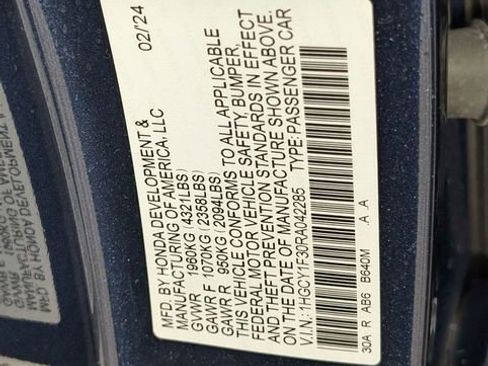 MFD. BY HONDA DEVELOPMENT & 02/'24
MANUFACTURING OF AMERICA, LLC
GVWR 1960KG (4321LBS)
GAWR F 1070KG (2358LBS)
GAWR R 950KG (2094LBS)
THIS VEHICLE CONFORMS TO ALL APPLICABLE
FEDERAL MOTOR VEHICLE SAFETY, BUMPER,
AND THEFT PREVENTION STANDARDS IN EFFECT
ON THE DATE OF MANUFACTURE SHOWN ABOVE.
V.I.N.: 1HGCY1F30RA042285 TYPE: PASSENGER CAR
30A R AB6 B640M A A